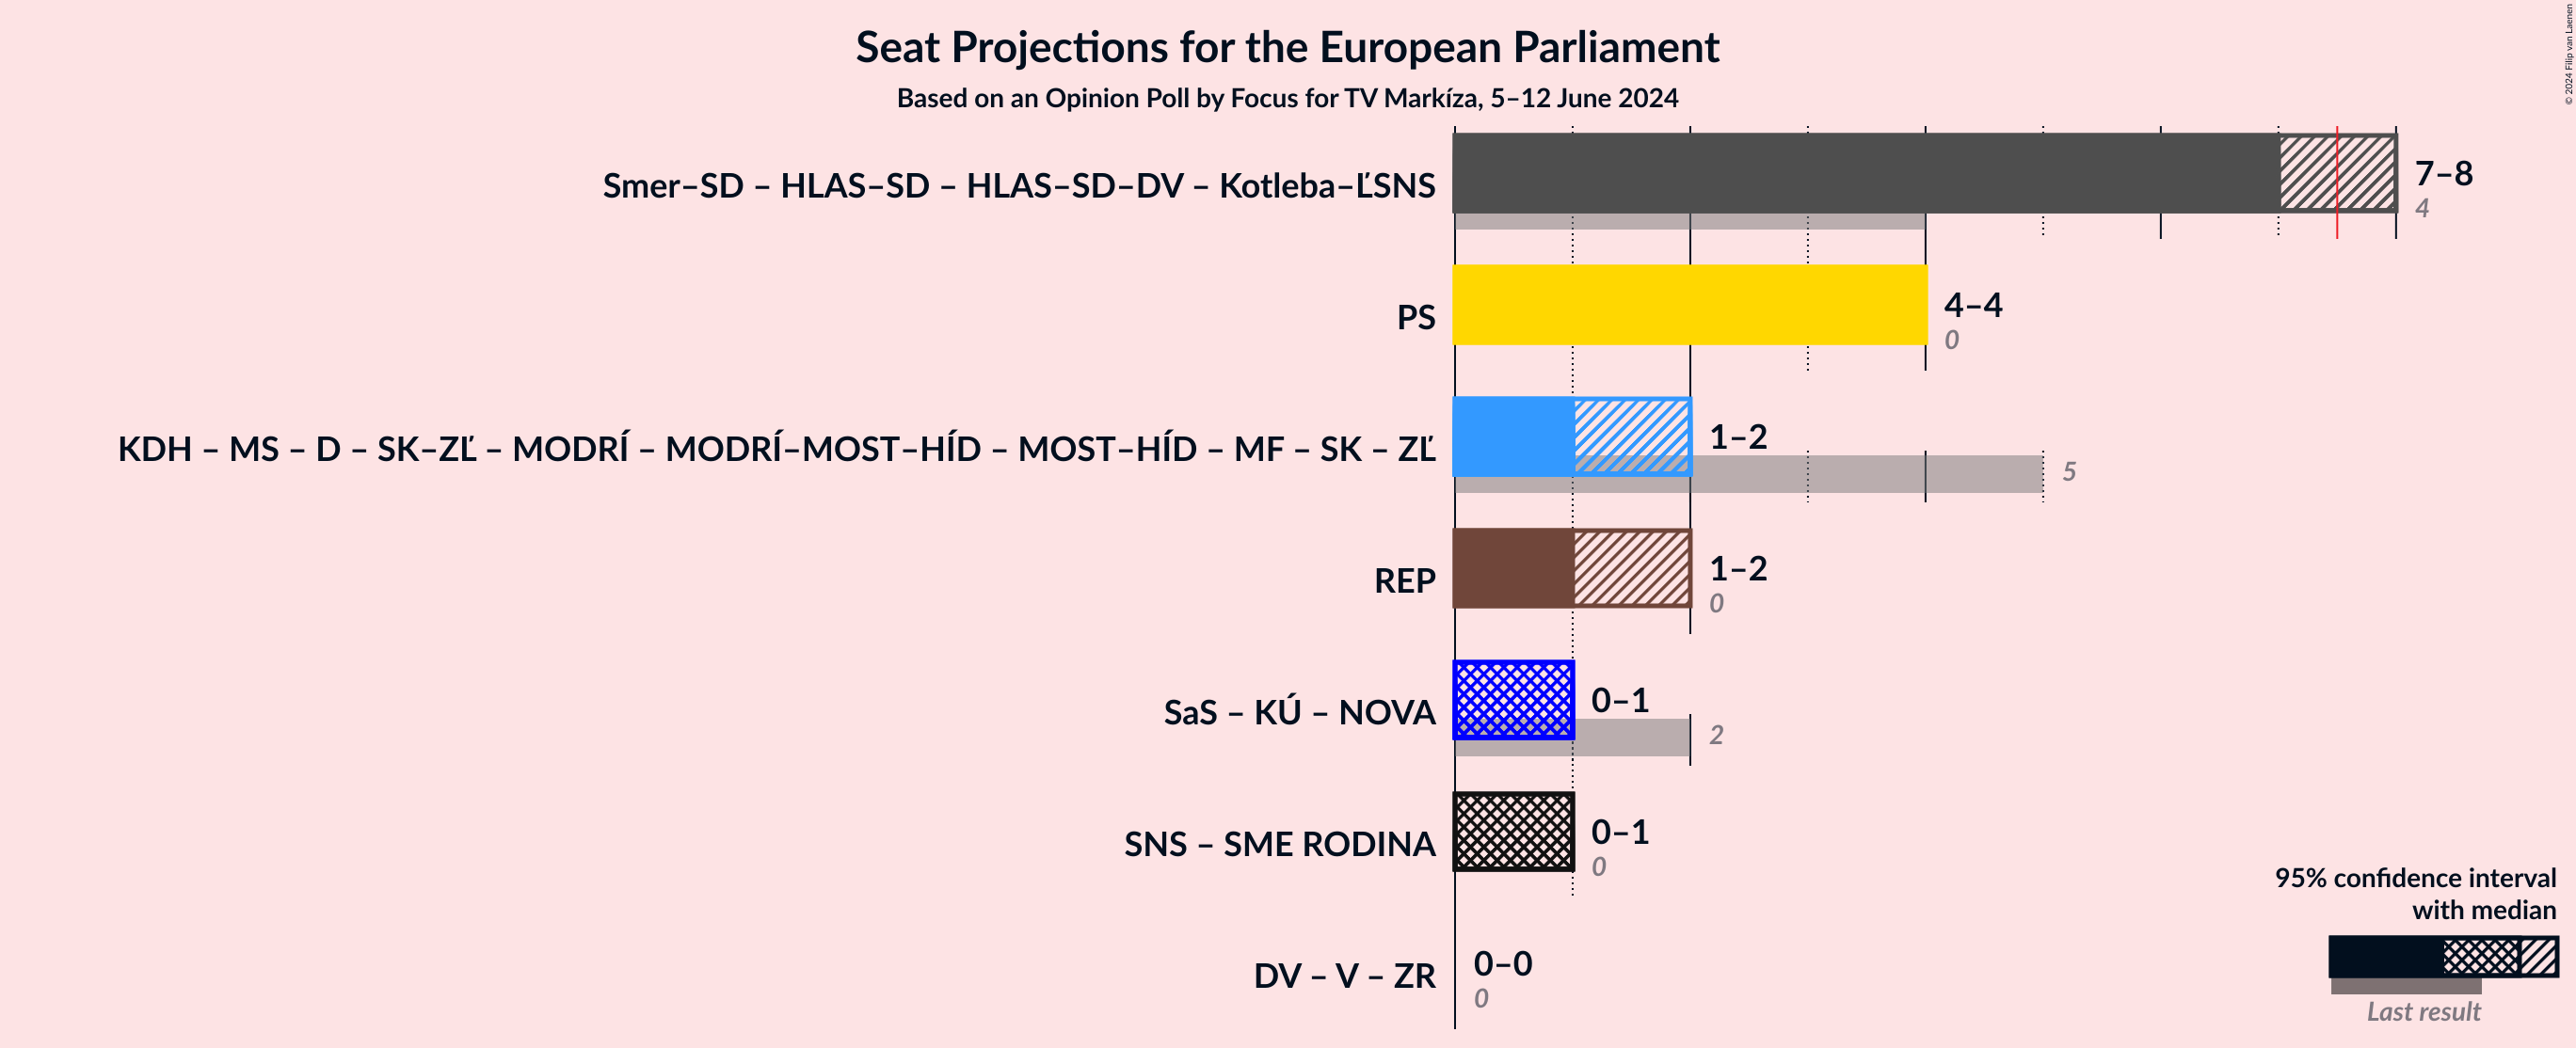 Seat Projections for the European Parliament
Based on an Opinion Poll by Focus for TV Markíza, 5–12 June 2024
© 2024 Filip van Laenen
Smer–SD – HLAS–SD – HLAS–SD–DV – Kotleba–ĽSNS
7–8
4
PS
4–4
0
KDH – MS – D – SK–ZĽ – MODRÍ – MODRÍ–MOST–HÍD – MOST–HÍD – MF – SK – ZĽ
1–2
5
REP
1–2
0
SaS – KÚ – NOVA
0–1
2
SNS – SME RODINA
0–1
0
DV – V – ZR
0–0
0
95% confidence interval
with median
Last result